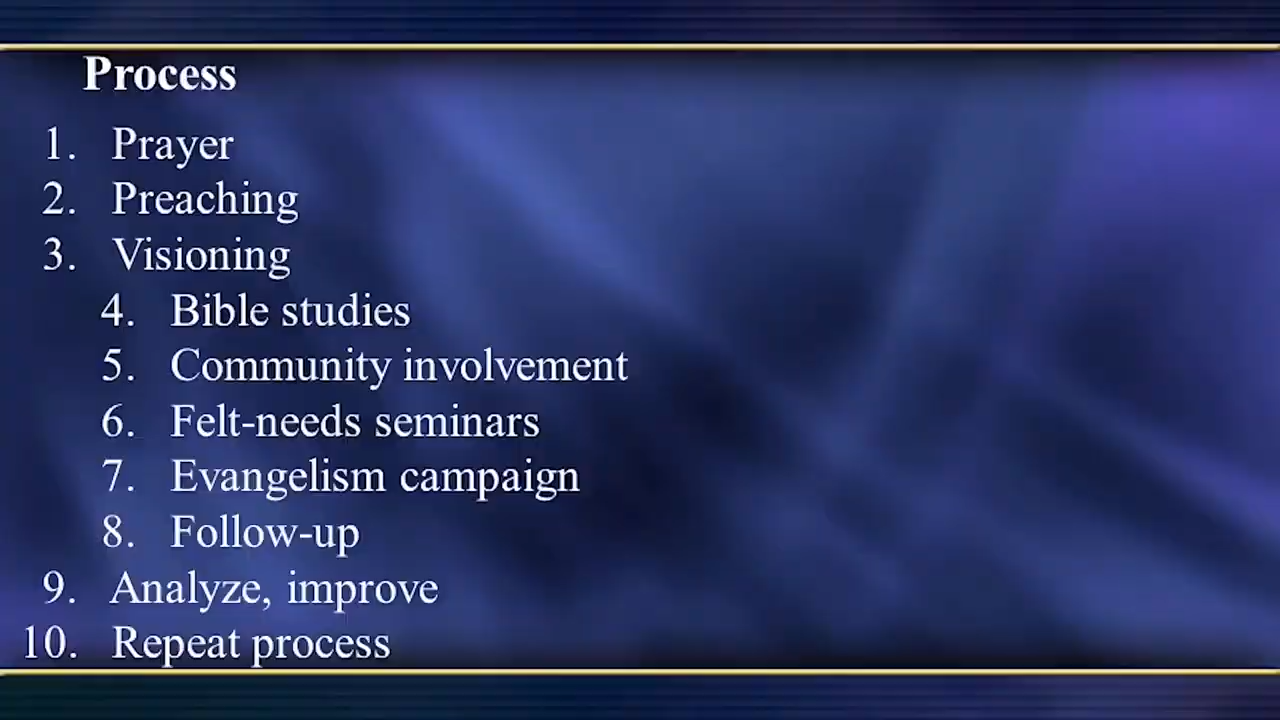 Process
1. Prayer
2. Preaching
3. Visioning
4. Bible studies
5. Community involvement
6. Felt-needs seminars
7. Evangelism campaign
8. Follow-up
9. Analyze, improve
10. Repeat process